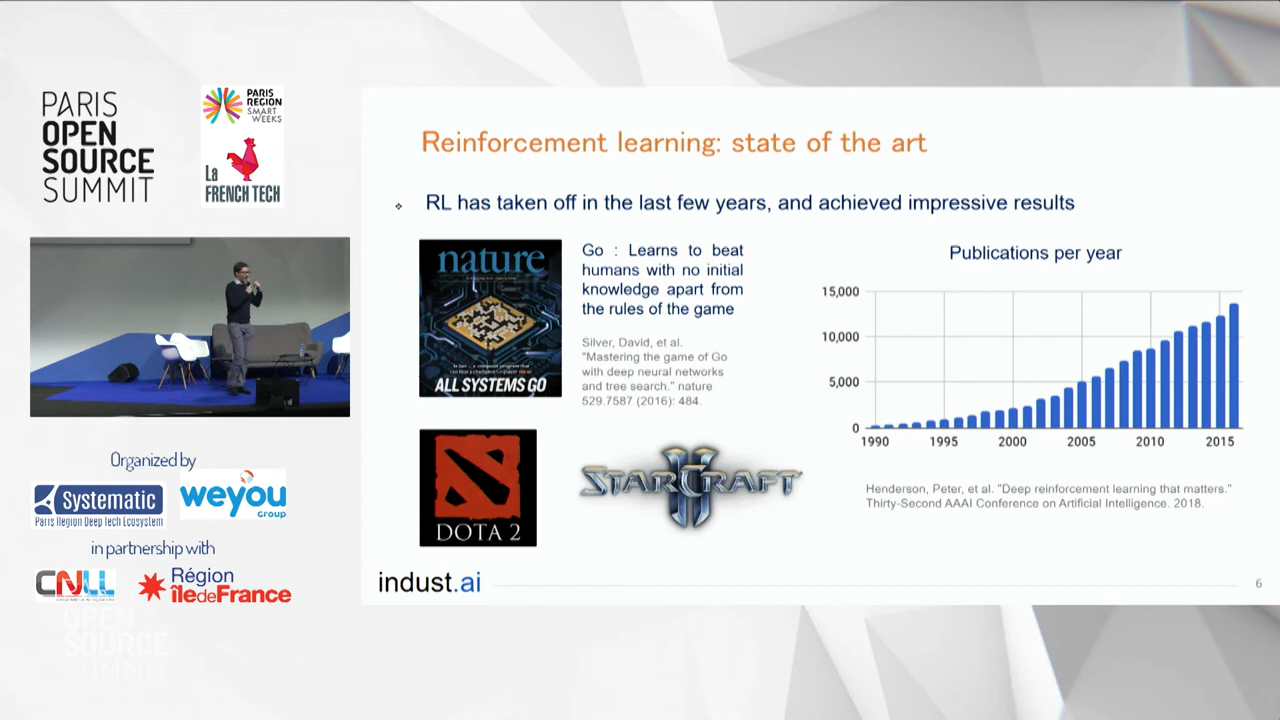 PARIS
OPEN
SOURCE
SUMMIT
PARIS
REGION
SMART
WEEKS
La
FRENCH TECH
Organized by
Systematic
Paris Region Deep Tech Ecosystem
weyou
Group
in partnership with
CNLL
Région
îledeFrance
OPEN
SOURCE
SUMMIT
Reinforcement learning: state of the art
RL has taken off in the last few years, and achieved impressive results
nature
ALL SYSTEMS GO
Go : Learns to beat
humans with no initial
knowledge apart from
the rules of the game
Silver, David, et al.
"Mastering the game of Go
with deep neural networks
and tree search." nature
529.7587 (2016): 484.
DOTA 2
STARCRAFT
II
Publications per year
15,000
10,000
5,000
0
1990
1995
2000
2005
2010
2015
Henderson, Peter, et al. "Deep reinforcement learning that matters."
Thirty-Second AAAI Conference on Artificial Intelligence. 2018.
indust.ai
6